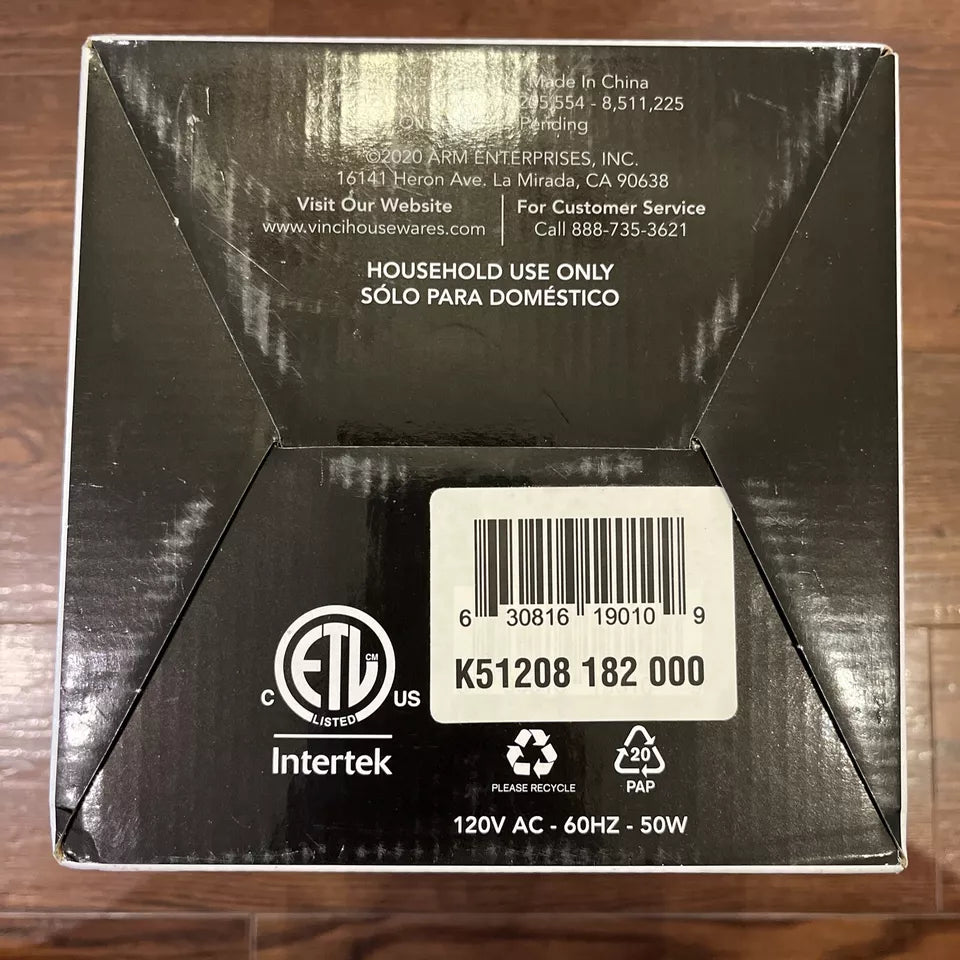 Made In China
554 - 8,511,225
Pending
©2020 ARM ENTERPRISES, INC.
16141 Heron Ave. La Mirada, CA 90638
Visit Our Website
www.vincihousewares.com
For Customer Service
Call 888-735-3621
HOUSEHOLD USE ONLY
SÓLO PARA DOMÉSTICO
6 30816 19010 9
K51208 182 000
ETL CM
C US
LISTED
Intertek
PLEASE RECYCLE
20
PAP
120V AC - 60HZ - 50W